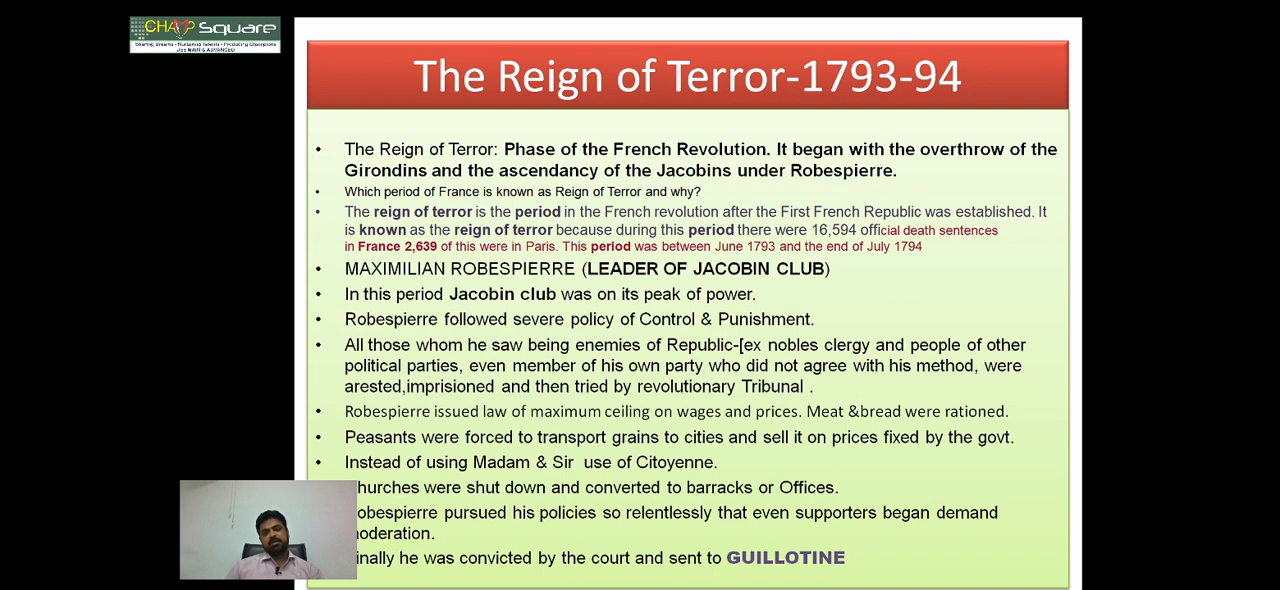 CHAMP Square
Sharing Dreams - Nurturing Talents - Producing Champions
JEE MAIN & ADVANCED
The Reign of Terror-1793-94
• The Reign of Terror: Phase of the French Revolution. It began with the overthrow of the
Girondins and the ascendancy of the Jacobins under Robespierre.
• Which period of France is known as Reign of Terror and why?
• The reign of terror is the period in the French revolution after the First French Republic was established. It
is known as the reign of terror because during this period there were 16,594 official death sentences
in France 2,639 of this were in Paris. This period was between June 1793 and the end of July 1794
• MAXIMILIAN ROBESPIERRE (LEADER OF JACOBIN CLUB)
• In this period Jacobin club was on its peak of power.
• Robespierre followed severe policy of Control & Punishment.
• All those whom he saw being enemies of Republic-[ex nobles clergy and people of other
political parties, even member of his own party who did not agree with his method, were
arested,imprisioned and then tried by revolutionary Tribunal .
• Robespierre issued law of maximum ceiling on wages and prices. Meat &bread were rationed.
• Peasants were forced to transport grains to cities and sell it on prices fixed by the govt.
• Instead of using Madam & Sir use of Citoyenne.
hurches were shut down and converted to barracks or Offices.
obespierre pursued his policies so relentlessly that even supporters began demand
noderation.
inally he was convicted by the court and sent to GUILLOTINE